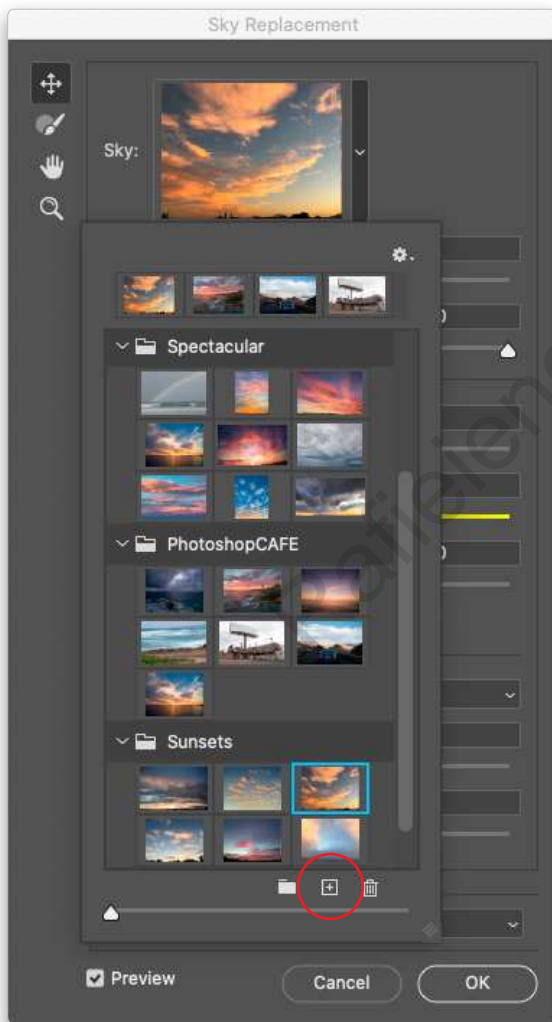 Sky Replacement
Sky:
Spectacular
PhotoshopCAFE
Sunsets
Preview
Cancel
OK